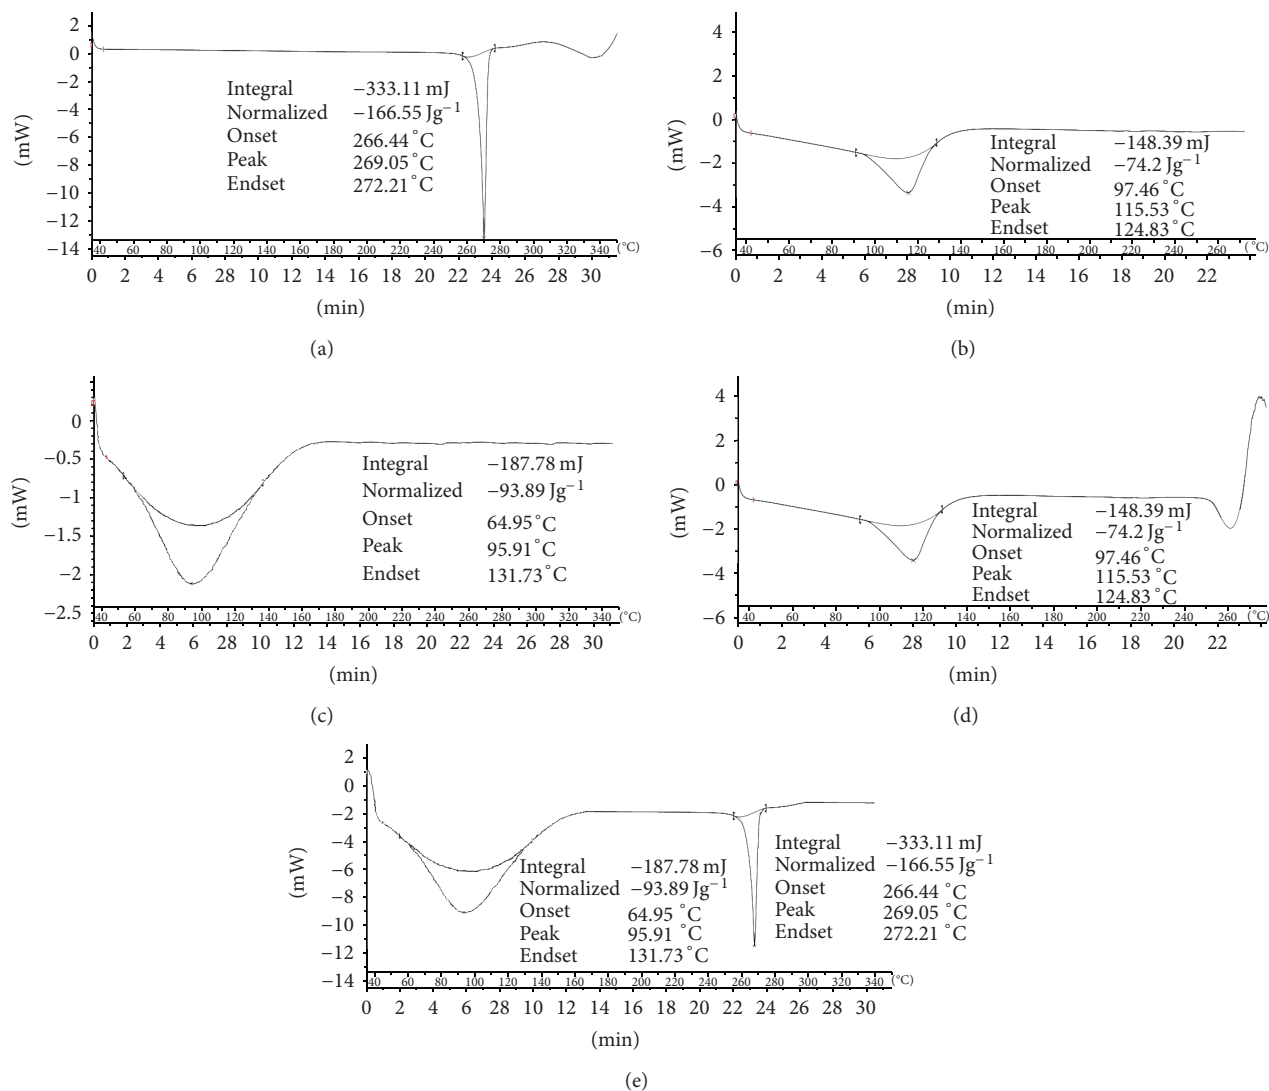 2
0
−2
−4
−6
−8
−10
−12
−14
(mW)
Integral −333.11 mJ
Normalized −166.55 Jg−1
Onset 266.44 °C
Peak 269.05 °C
Endset 272.21 °C
40 60 80 100 120 140 160 180 200 220 240 260 280 300 320 340 (°C)
0 2 4 6 28 10 12 14 16 18 20 22 24 26 28 30
(min)
(a)
4
2
0
−2
−4
−6
(mW)
Integral −148.39 mJ
Normalized −74.2 Jg−1
Onset 97.46 °C
Peak 115.53 °C
Endset 124.83 °C
40 60 80 100 120 140 160 180 200 220 240 260 (°C)
0 2 4 6 28 10 12 14 16 18 20 22
(min)
(b)
0
−0.5
−1
−1.5
−2
−2.5
(mW)
Integral −187.78 mJ
Normalized −93.89 Jg−1
Onset 64.95 °C
Peak 95.91 °C
Endset 131.73 °C
40 60 80 100 120 140 160 180 200 220 240 260 280 300 320 340 (°C)
0 2 4 6 28 10 12 14 16 18 20 22 24 26 28 30
(min)
(c)
4
2
0
−2
−4
−6
(mW)
Integral −148.39 mJ
Normalized −74.2 Jg−1
Onset 97.46 °C
Peak 115.53 °C
Endset 124.83 °C
40 60 80 100 120 140 160 180 200 220 240 260 (°C)
0 2 4 6 28 10 12 14 16 18 20 22
(min)
(d)
2
0
−2
−4
−6
−8
−10
−12
−14
(mW)
Integral −187.78 mJ
Normalized −93.89 Jg−1
Onset 64.95 °C
Peak 95.91 °C
Endset 131.73 °C
Integral −333.11 mJ
Normalized −166.55 Jg−1
Onset 266.44 °C
Peak 269.05 °C
Endset 272.21 °C
40 60 80 100 120 140 160 180 200 220 240 260 280 300 320 340 (°C)
0 2 4 6 28 10 12 14 16 18 20 22 24 26 28 30
(min)
(e)